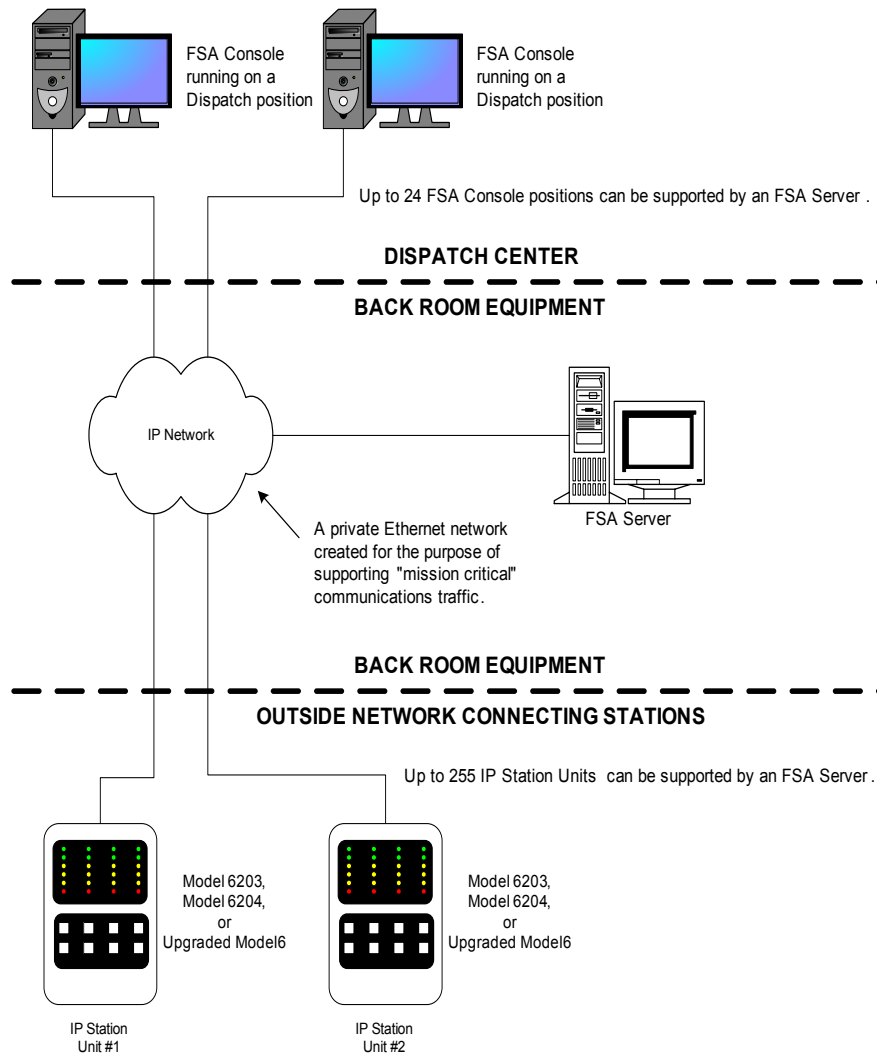 FSA Console
running on a
Dispatch position
FSA Console
running on a
Dispatch position
Up to 24 FSA Console positions can be supported by an FSA Server .
DISPATCH CENTER
BACK ROOM EQUIPMENT
IP Network
FSA Server
A private Ethernet network
created for the purpose of
supporting "mission critical"
communications traffic.
BACK ROOM EQUIPMENT
OUTSIDE NETWORK CONNECTING STATIONS
Up to 255 IP Station Units can be supported by an FSA Server .
Model 6203,
Model 6204,
or
Upgraded Model6
Model 6203,
Model 6204,
or
Upgraded Model6
IP Station
Unit #1
IP Station
Unit #2